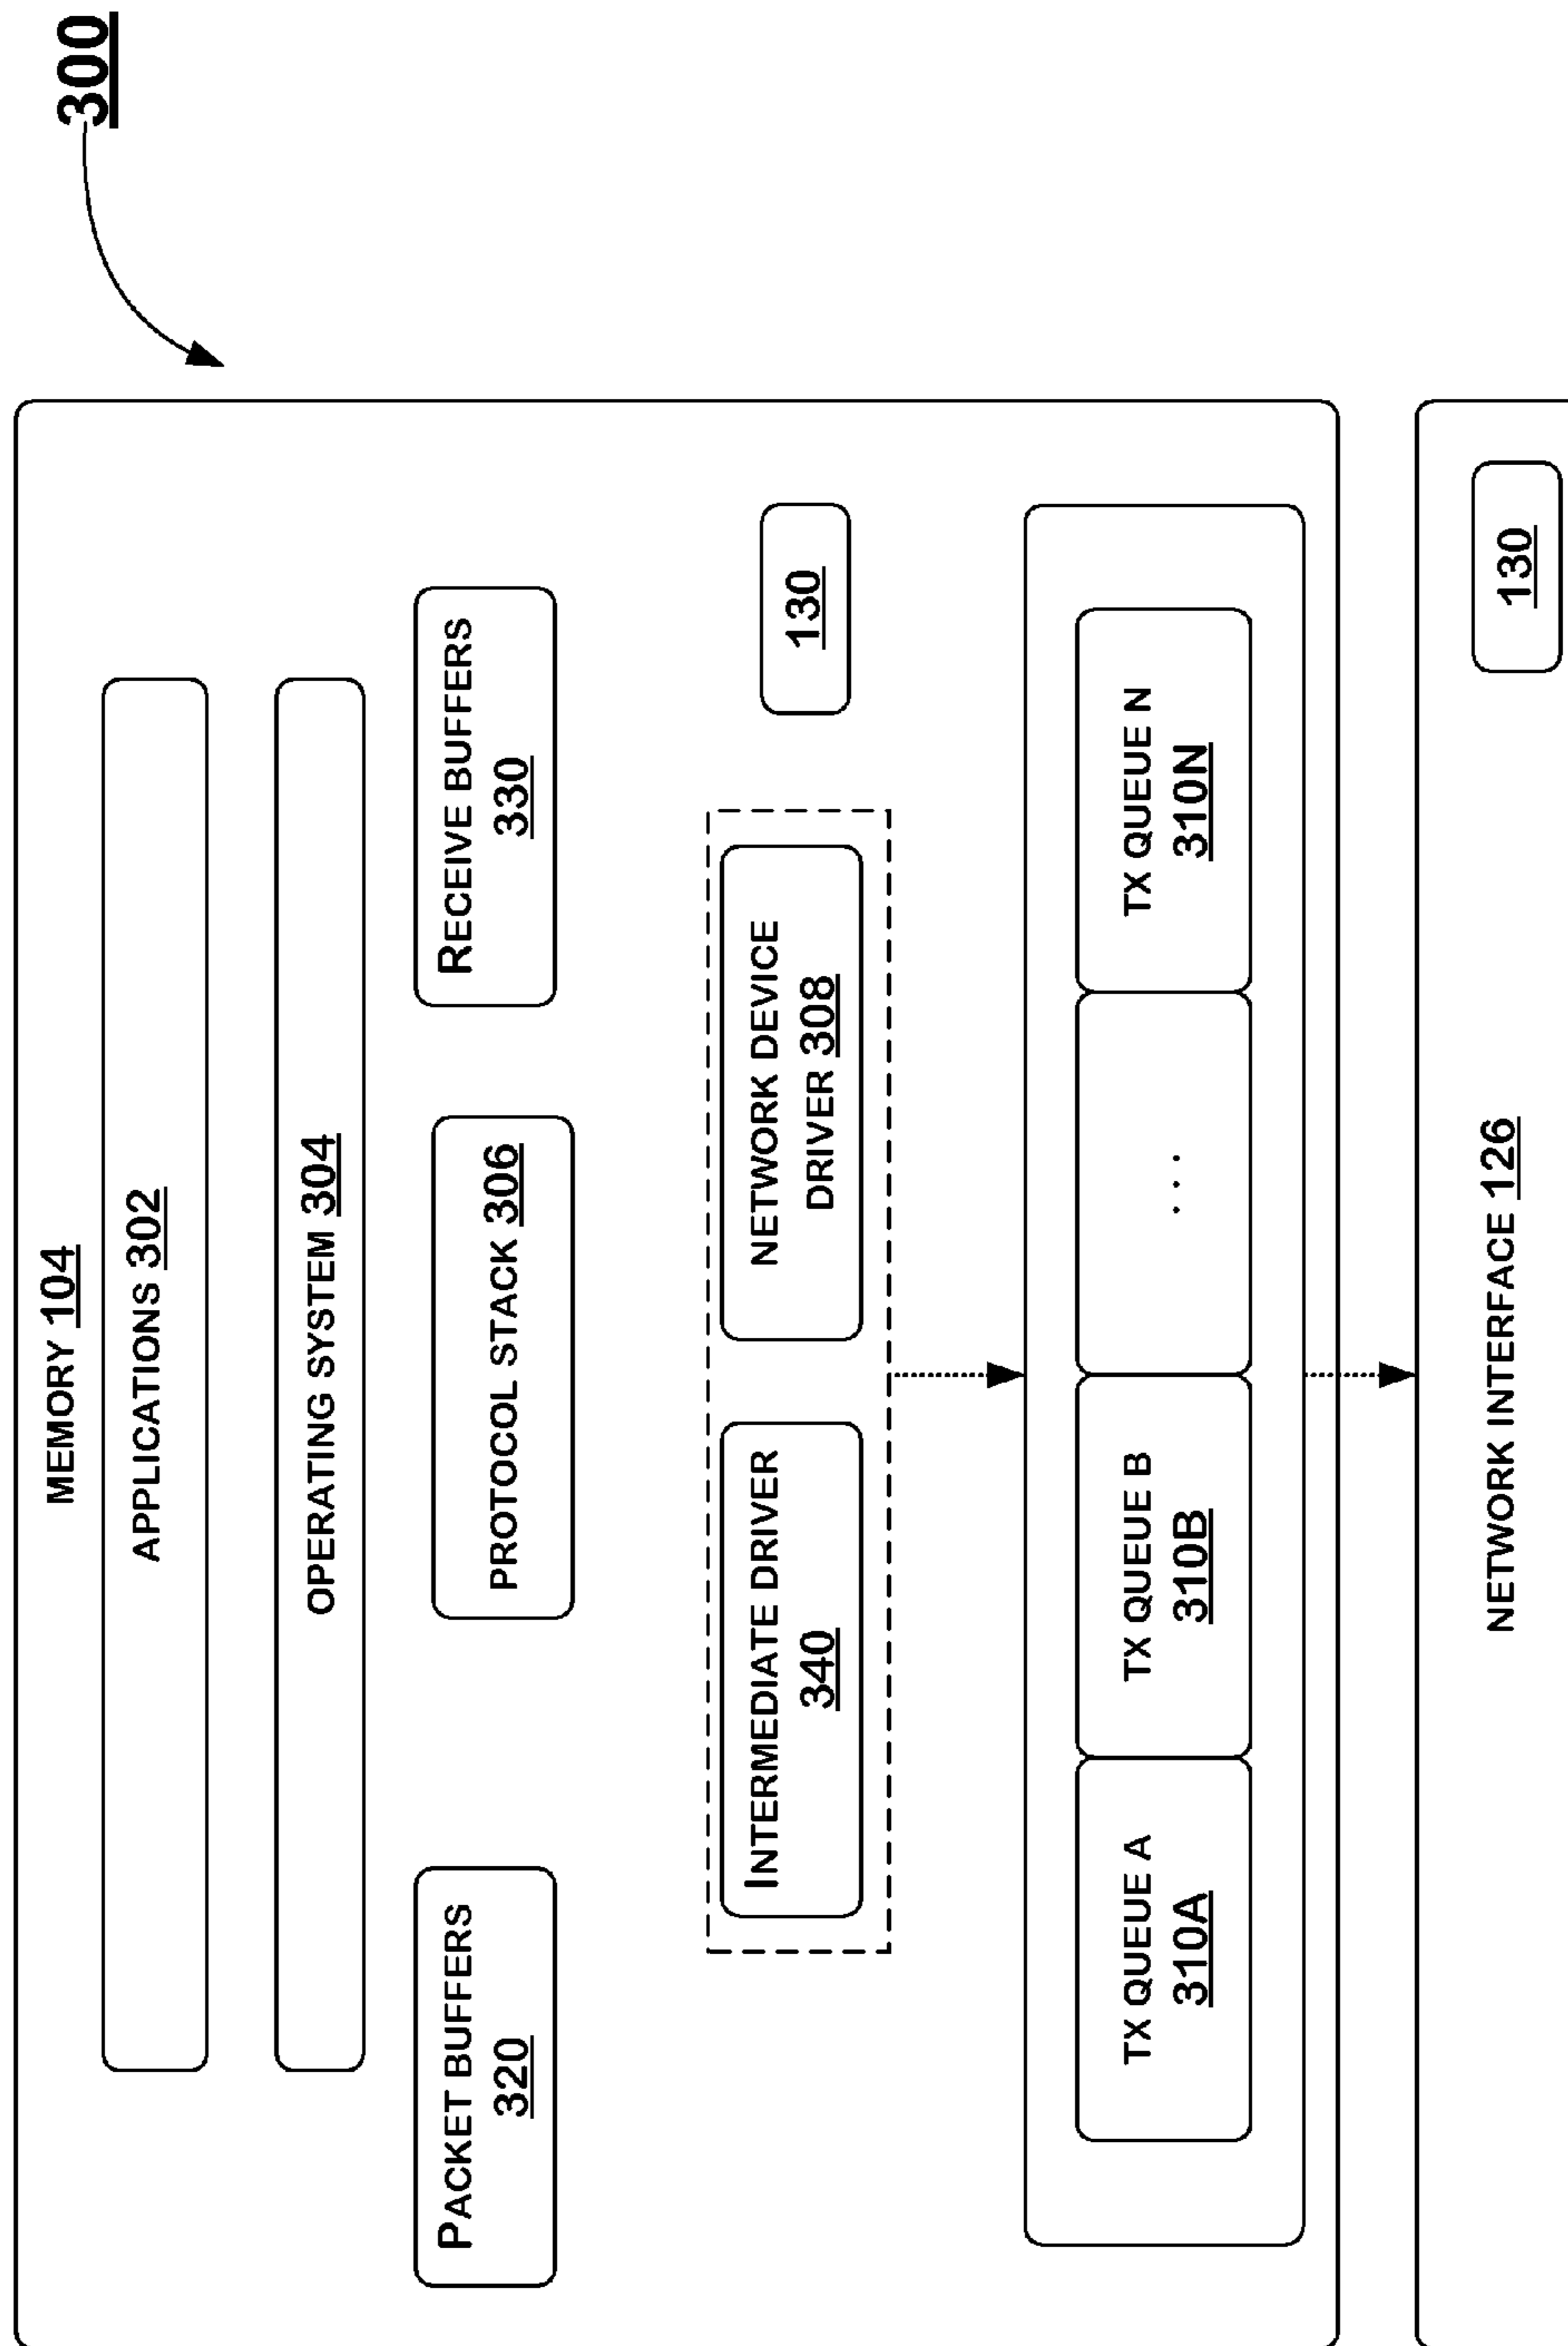 300
MEMORY 104
APPLICATIONS 302
OPERATING SYSTEM 304
PACKET BUFFERS
320
PROTOCOL STACK 306
RECEIVE BUFFERS
330
INTERMEDIATE DRIVER
340
NETWORK DEVICE
DRIVER 308
130
TX QUEUE A
310A
TX QUEUE B
310B
...
TX QUEUE N
310N
NETWORK INTERFACE 126
130